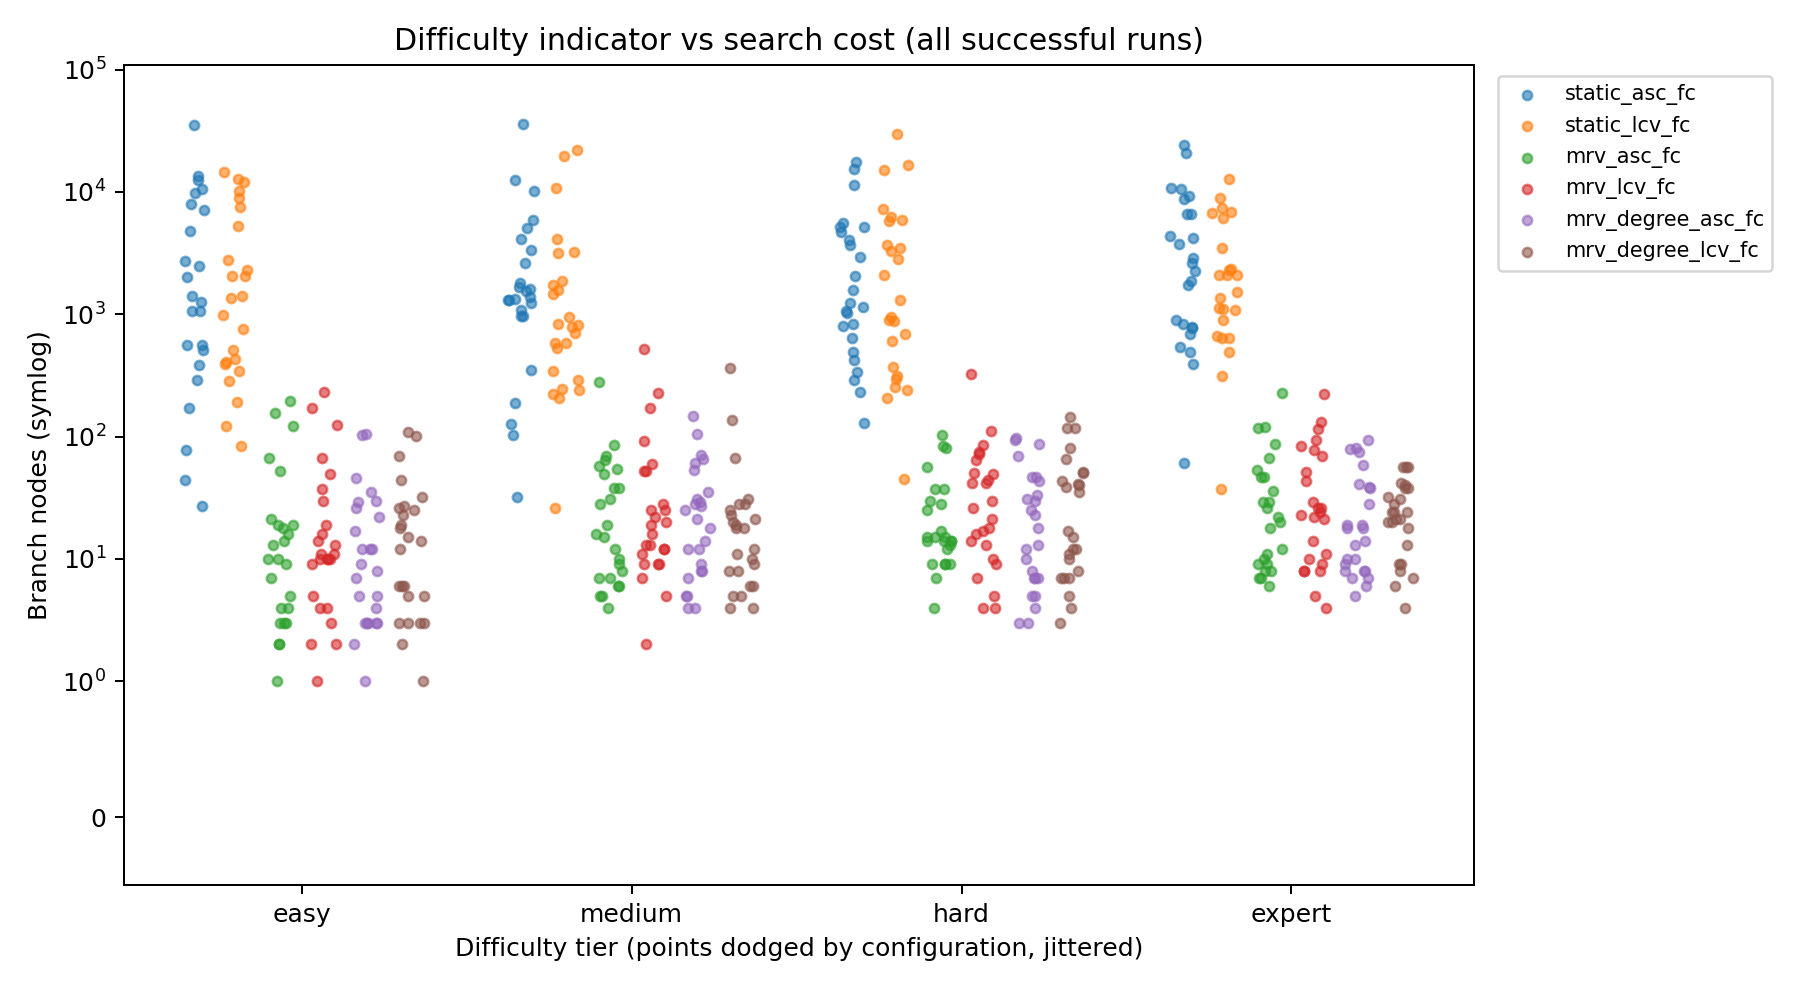 Difficulty indicator vs search cost (all successful runs)
Branch nodes (symlog)
10^5
10^4
10^3
10^2
10^1
10^0
0
easy
medium
hard
expert
Difficulty tier (points dodged by configuration, jittered)
static_asc_fc
static_lcv_fc
mrv_asc_fc
mrv_lcv_fc
mrv_degree_asc_fc
mrv_degree_lcv_fc